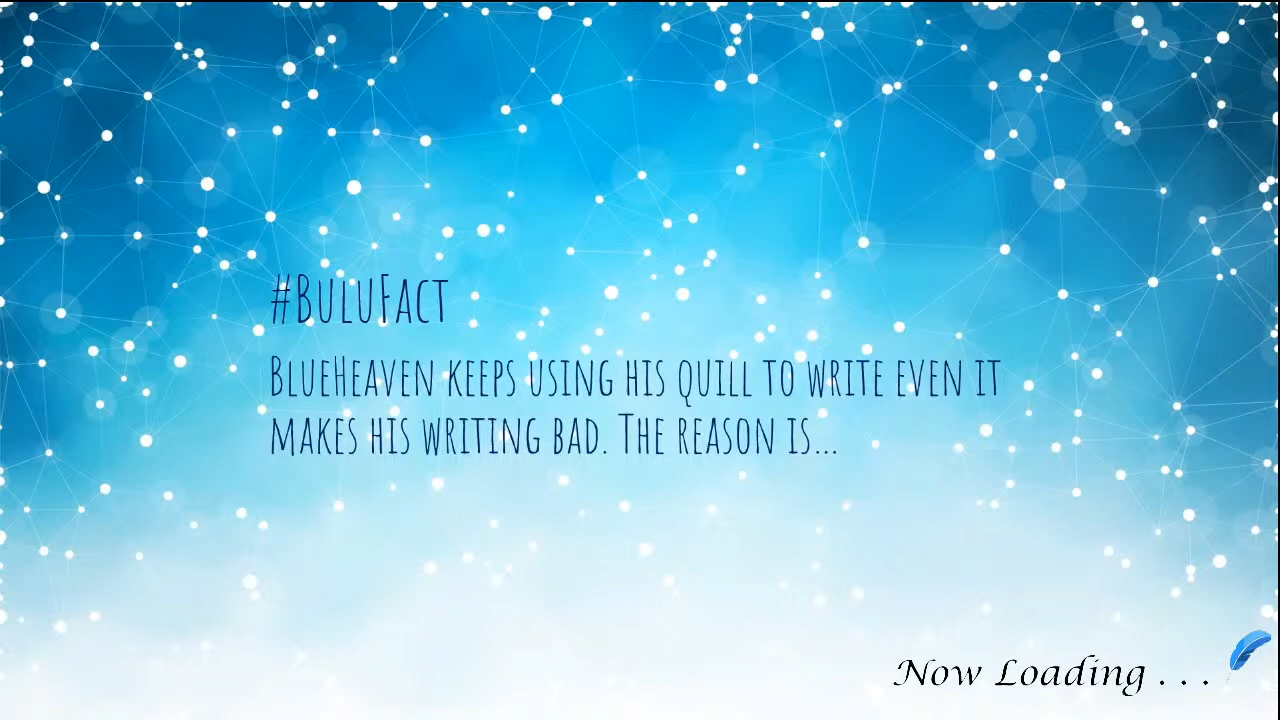 #BuluFact
BlueHeaven keeps using his quill to write even it
makes his writing bad. The reason is...
Now Loading . . .